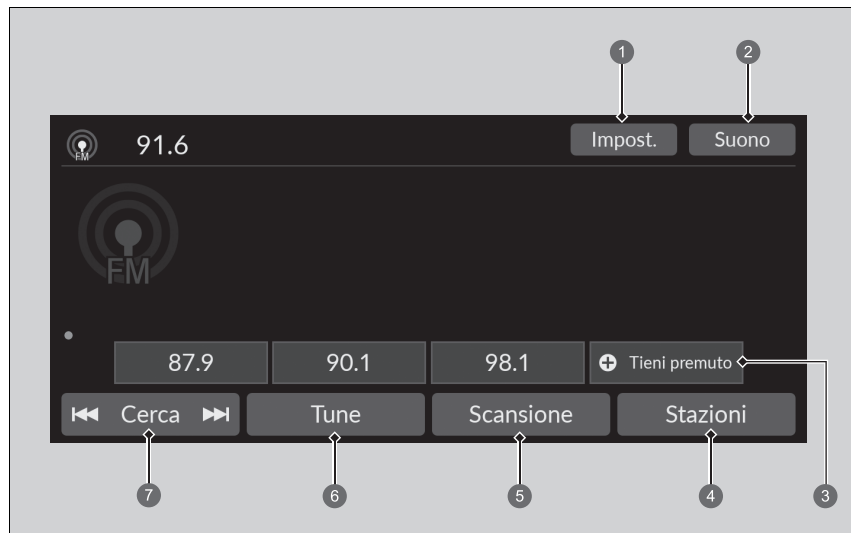 1 2
FM 91.6 Impost. Suono
FM
87.9 90.1 98.1 Tieni premuto
Cerca Tune Scansione Stazioni
7 6 5 4 3